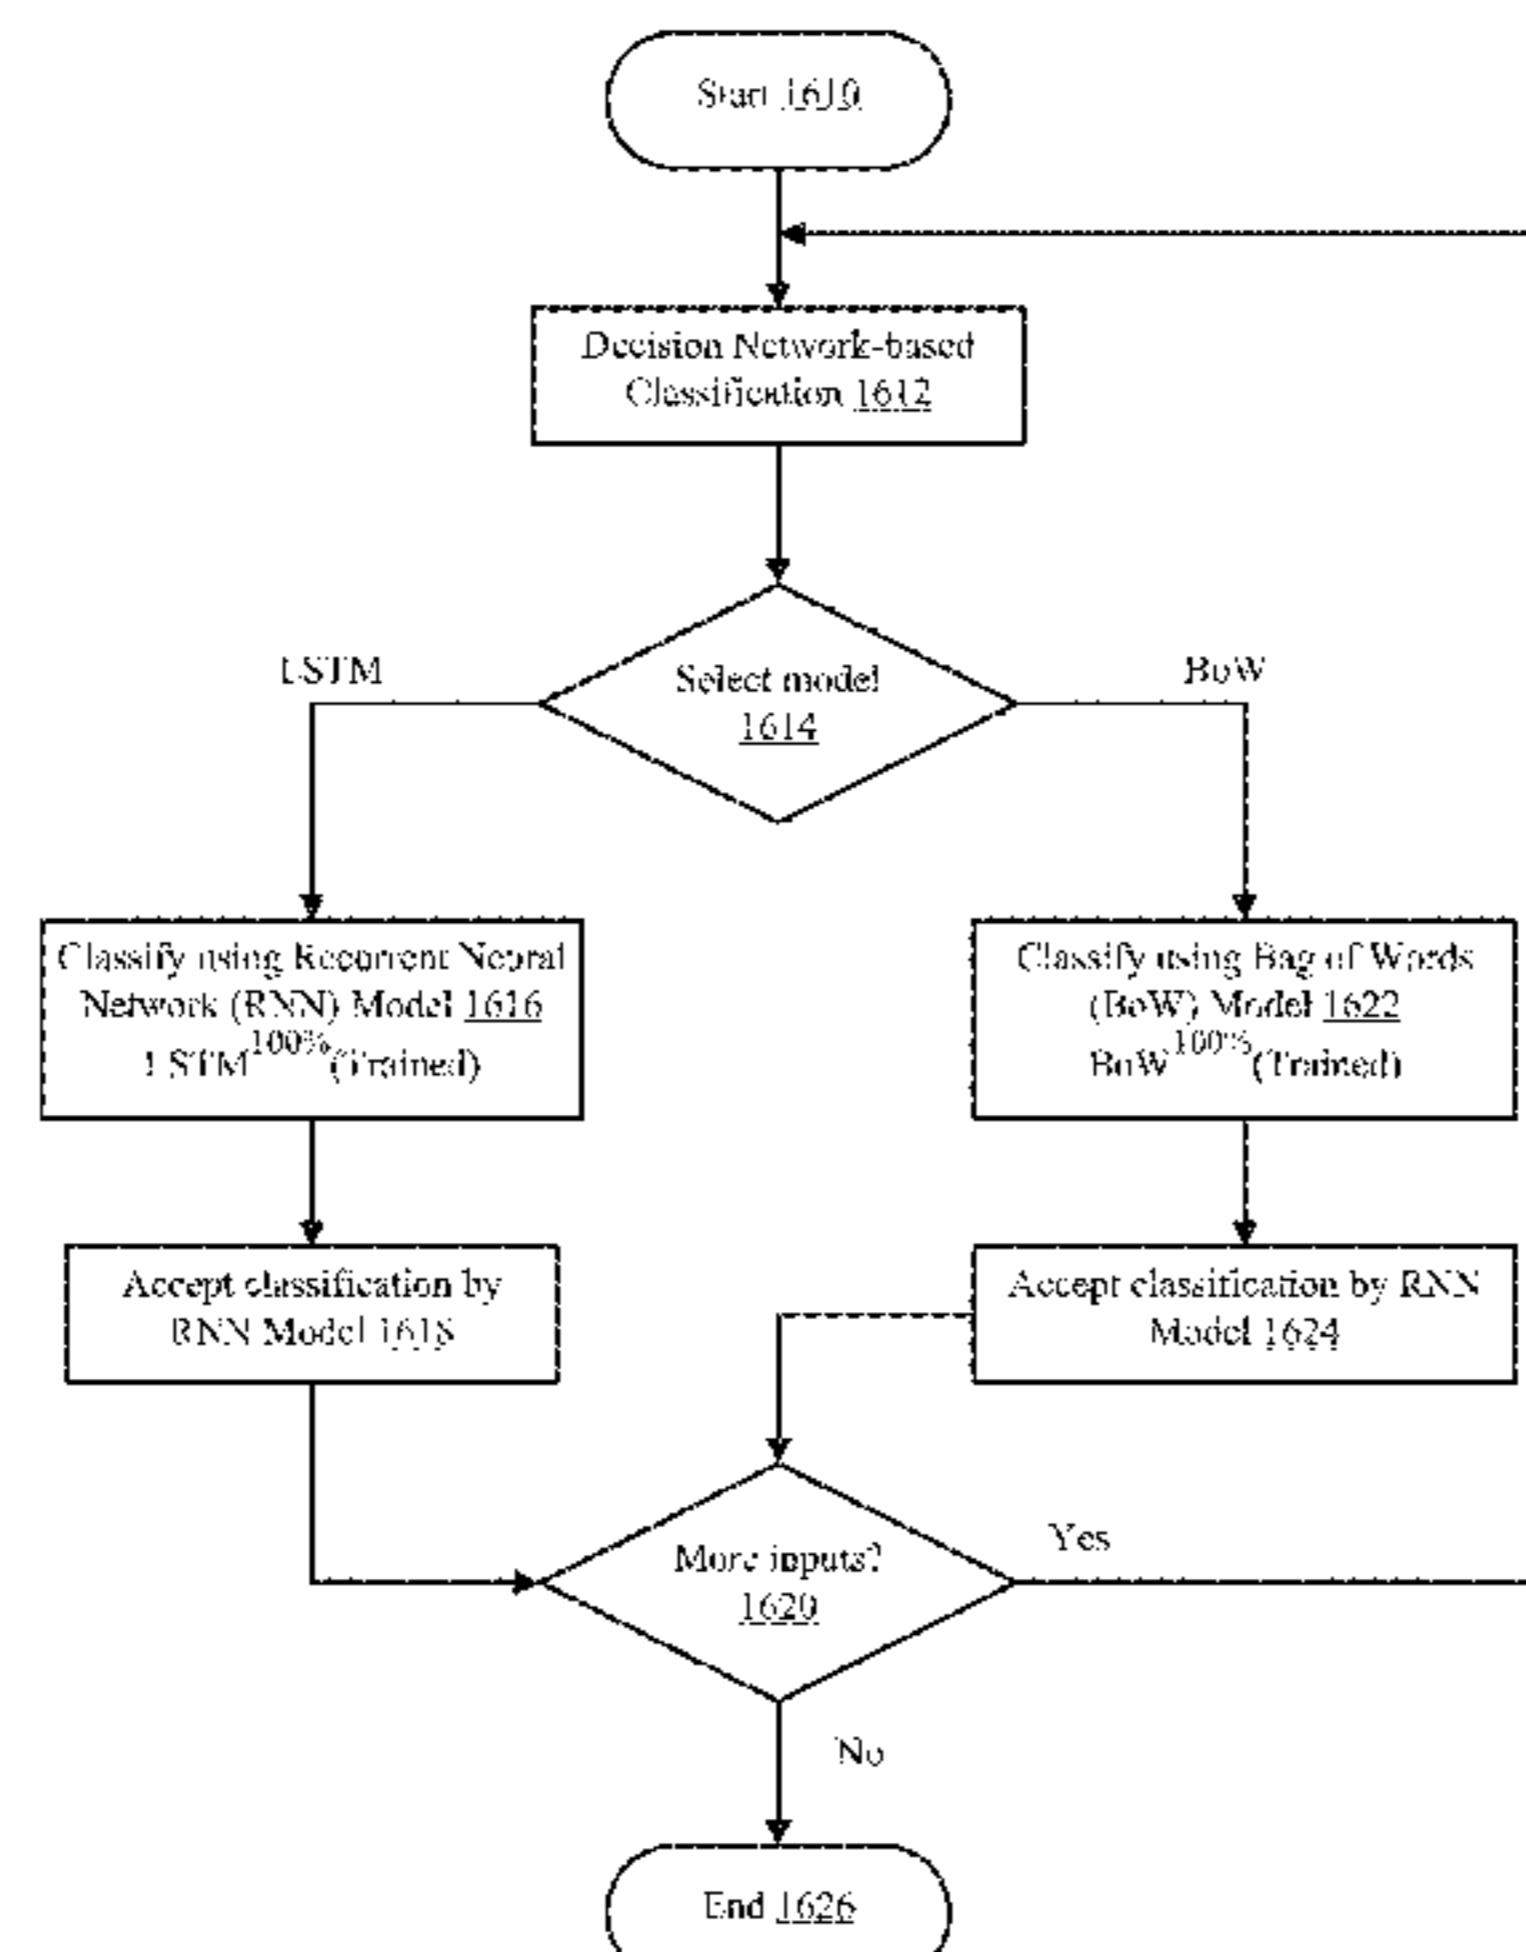 Start 1610
Decision Network-based
Classification 1612
LSTM
BoW
Select model
1614
Classify using Recurrent Neural
Network (RNN) Model 1616
LSTM100%(Trained)
Classify using Bag of Words
(BoW) Model 1622
BoW100%(Trained)
Accept classification by
RNN Model 1618
Accept classification by RNN
Model 1624
More inputs?
1620
Yes
No
End 1626